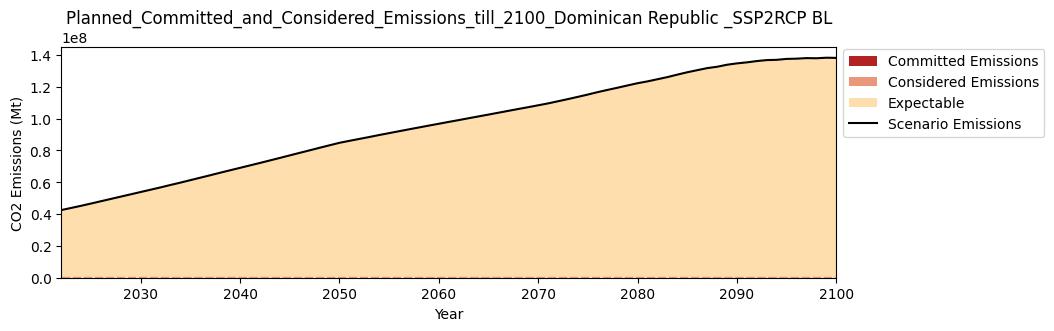 Planned_Committed_and_Considered_Emissions_till_2100_Dominican Republic _SSP2RCP BL
1e8
1.4
1.2
1.0
0.8
0.6
0.4
0.2
0.0
CO2 Emissions (Mt)
2030 2040 2050 2060 2070 2080 2090 2100
Year
Committed Emissions
Considered Emissions
Expectable
Scenario Emissions